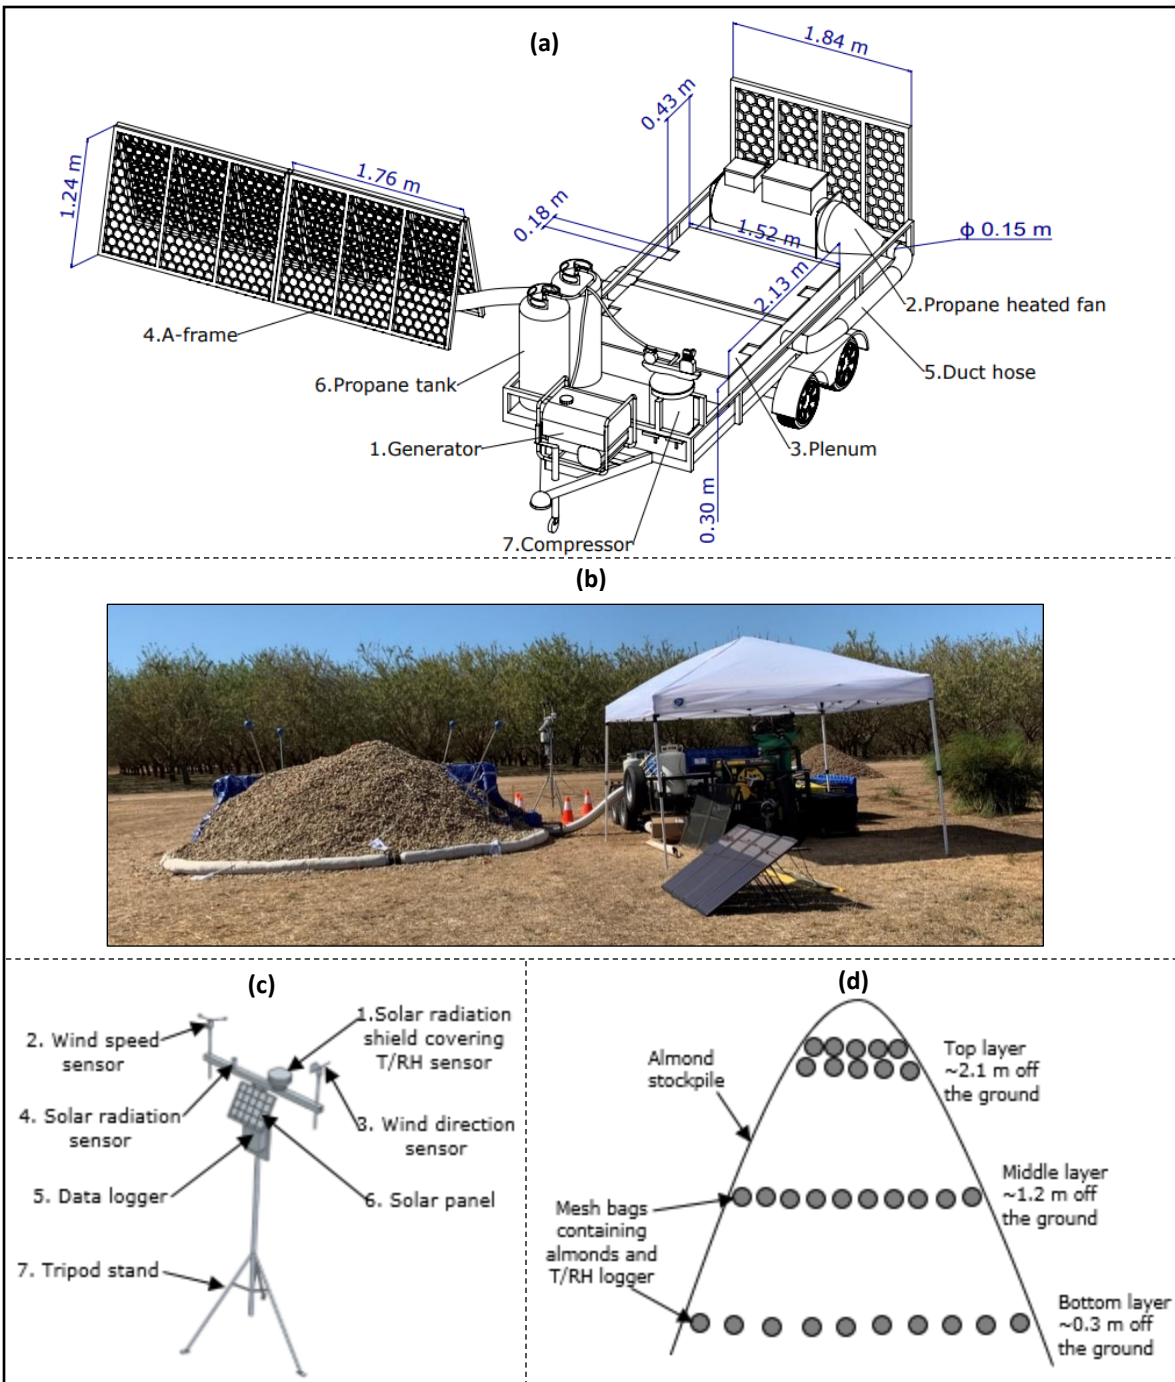 (a)
1.84 m
0.43 m
1.24 m
1.76 m
0.18 m
1.52 m
ϕ 0.15 m
2.13 m
2.Propane heated fan
4.A-frame
5.Duct hose
6.Propane tank
1.Generator
3.Plenum
0.30 m
7.Compressor
(b)
(c)
2. Wind speed
sensor
1.Solar radiation
shield covering
T/RH sensor
4. Solar radiation
sensor
3. Wind direction
sensor
5. Data logger
6. Solar panel
7. Tripod stand
(d)
Almond
stockpile
Top layer
~2.1 m off
the ground
Middle layer
~1.2 m off
the ground
Mesh bags
containing
almonds and
T/RH logger
Bottom layer
~0.3 m off
the ground